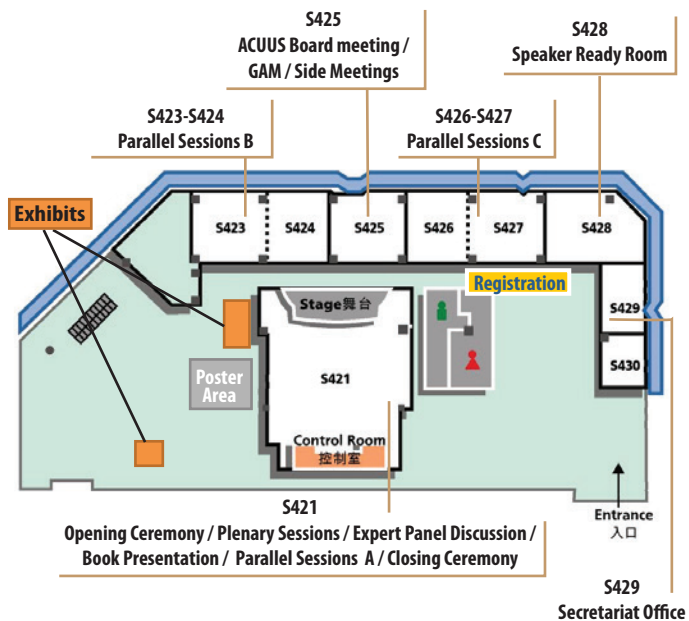 S425
ACUUS Board meeting /
GAM / Side Meetings
S428
Speaker Ready Room
S423-S424
Parallel Sessions B
S426-S427
Parallel Sessions C
Exhibits
S423
S424
S425
S426
S427
S428
Registration
Stage舞台
S429
Poster
Area
S421
S430
Control Room
控制室
Entrance
入口
S421
Opening Ceremony / Plenary Sessions / Expert Panel Discussion /
Book Presentation / Parallel Sessions A / Closing Ceremony
S429
Secretariat Office